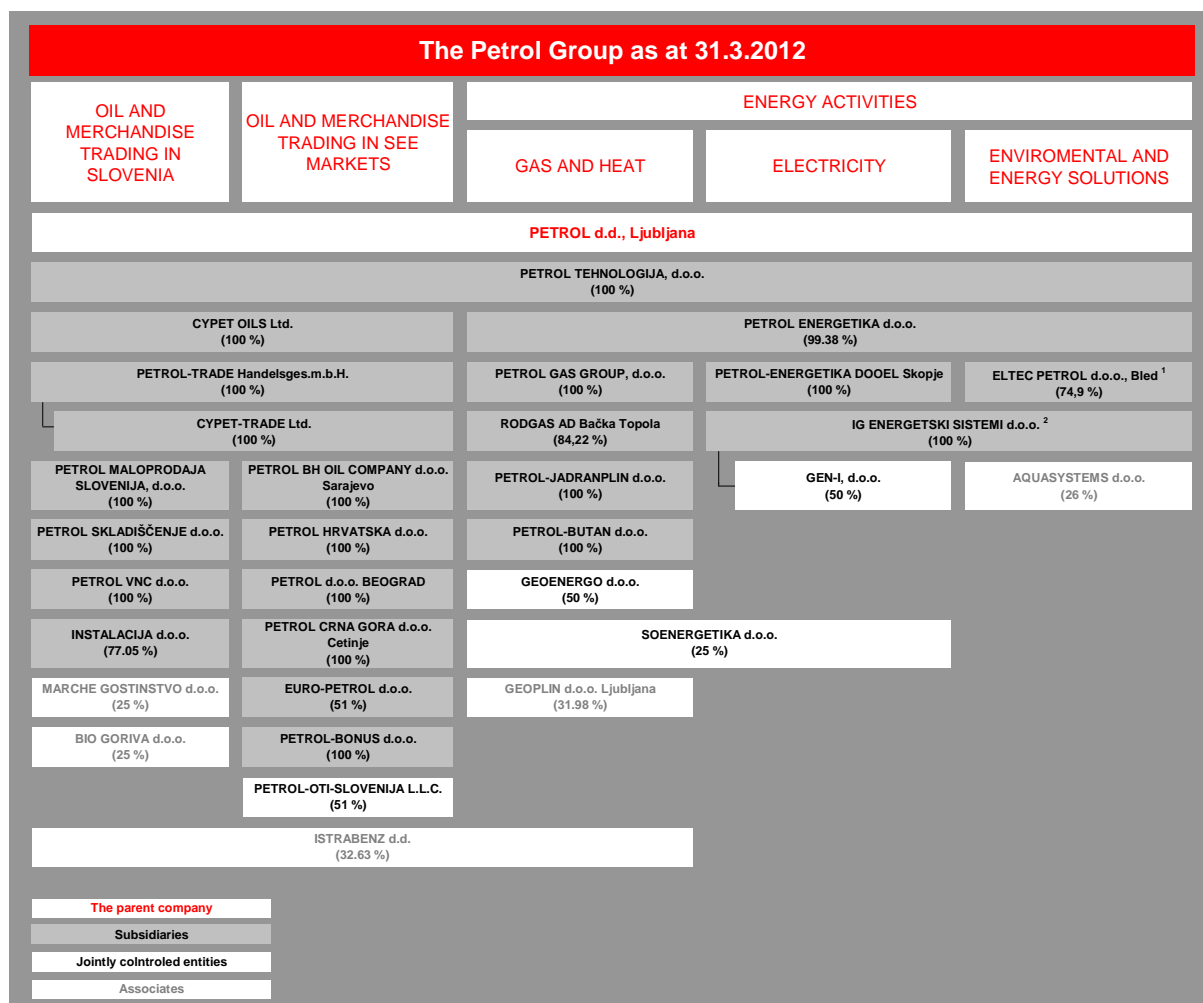 The Petrol Group as at 31.3.2012
OIL AND
MERCHANDISE
TRADING IN
SLOVENIA
OIL AND MERCHANDISE
TRADING IN SEE
MARKETS
ENERGY ACTIVITIES
GAS AND HEAT
ELECTRICITY
ENVIROMENTAL AND
ENERGY SOLUTIONS
PETROL d.d., Ljubljana
PETROL TEHNOLOGIJA, d.o.o.
(100 %)
CYPET OILS Ltd.
(100 %)
PETROL ENERGETIKA d.o.o.
(99.38 %)
PETROL-TRADE Handelsges.m.b.H.
(100 %)
PETROL GAS GROUP, d.o.o.
(100 %)
PETROL-ENERGETIKA DOOEL Skopje
(100 %)
ELTEC PETROL d.o.o., Bled 1
(74,9 %)
CYPET-TRADE Ltd.
(100 %)
RODGAS AD Bačka Topola
(84,22 %)
IG ENERGETSKI SISTEMI d.o.o. 2
(100 %)
PETROL MALOPRODAJA
SLOVENIJA, d.o.o.
(100 %)
PETROL BH OIL COMPANY d.o.o.
Sarajevo
(100 %)
PETROL-JADRANPLIN d.o.o.
(100 %)
GEN-I, d.o.o.
(50 %)
AQUASYSTEMS d.o.o.
(26 %)
PETROL SKLADIŠČENJE d.o.o.
(100 %)
PETROL HRVATSKA d.o.o.
(100 %)
PETROL-BUTAN d.o.o.
(100 %)
PETROL VNC d.o.o.
(100 %)
PETROL d.o.o. BEOGRAD
(100 %)
GEOENERGO d.o.o.
(50 %)
INSTALACIJA d.o.o.
(77.05 %)
PETROL CRNA GORA d.o.o.
Cetinje
(100 %)
SOENERGETIKA d.o.o.
(25 %)
MARCHE GOSTINSTVO d.o.o.
(25 %)
EURO-PETROL d.o.o.
(51 %)
GEOPLIN d.o.o. Ljubljana
(31.98 %)
BIO GORIVA d.o.o.
(25 %)
PETROL-BONUS d.o.o.
(100 %)
PETROL-OTI-SLOVENIJA L.L.C.
(51 %)
ISTRABENZ d.d.
(32.63 %)
The parent company
Subsidiaries
Jointly colntroled entities
Associates